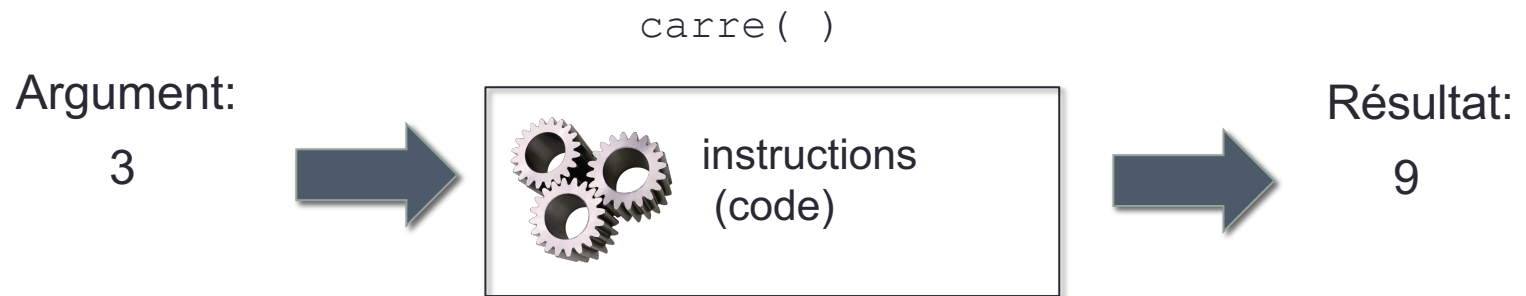 carre( )
Argument:
3
instructions
(code)
Résultat:
9